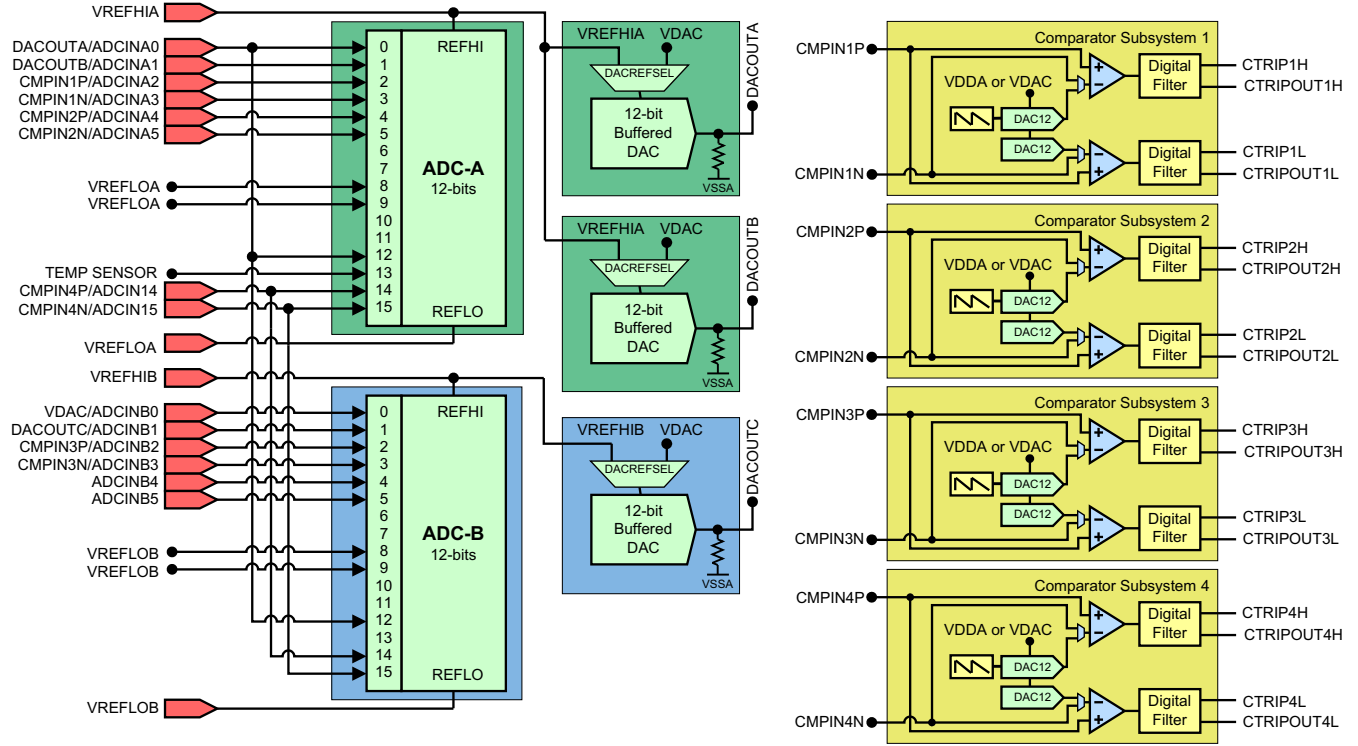 VREFHIA
DACOUTA/ADCINA0
DACOUTB/ADCINA1
CMPIN1P/ADCINA2
CMPIN1N/ADCINA3
CMPIN2P/ADCINA4
CMPIN2N/ADCINA5
VREFLOA
VREFLOA
TEMP SENSOR
CMPIN4P/ADCIN14
CMPIN4N/ADCIN15
VREFLOA
REFHI
0
1
2
3
4
5
6
7
8
9
10
11
12
13
14
15
ADC-A
12-bits
REFLO
VREFHIB
VDAC/ADCINB0
DACOUTC/ADCINB1
CMPIN3P/ADCINB2
CMPIN3N/ADCINB3
ADCINB4
ADCINB5
VREFLOB
VREFLOB
VREFLOB
REFHI
0
1
2
3
4
5
6
7
8
9
10
11
12
13
14
15
ADC-B
12-bits
REFLO
VREFHIA VDAC
DACREFSEL
12-bit
Buffered
DAC
VSSA
DACOUTA
VREFHIA VDAC
DACREFSEL
12-bit
Buffered
DAC
VSSA
DACOUTB
VREFHIB VDAC
DACREFSEL
12-bit
Buffered
DAC
VSSA
DACOUTC
Comparator Subsystem 1
CMPIN1P
CMPIN1N
VDDA or VDAC
DAC12
DAC12
+
−
−
+
Digital
Filter
Digital
Filter
CTRIP1H
CTRIPOUT1H
CTRIP1L
CTRIPOUT1L
Comparator Subsystem 2
CMPIN2P
CMPIN2N
VDDA or VDAC
DAC12
DAC12
+
−
−
+
Digital
Filter
Digital
Filter
CTRIP2H
CTRIPOUT2H
CTRIP2L
CTRIPOUT2L
Comparator Subsystem 3
CMPIN3P
CMPIN3N
VDDA or VDAC
DAC12
DAC12
+
−
−
+
Digital
Filter
Digital
Filter
CTRIP3H
CTRIPOUT3H
CTRIP3L
CTRIPOUT3L
Comparator Subsystem 4
CMPIN4P
CMPIN4N
VDDA or VDAC
DAC12
DAC12
+
−
−
+
Digital
Filter
Digital
Filter
CTRIP4H
CTRIPOUT4H
CTRIP4L
CTRIPOUT4L